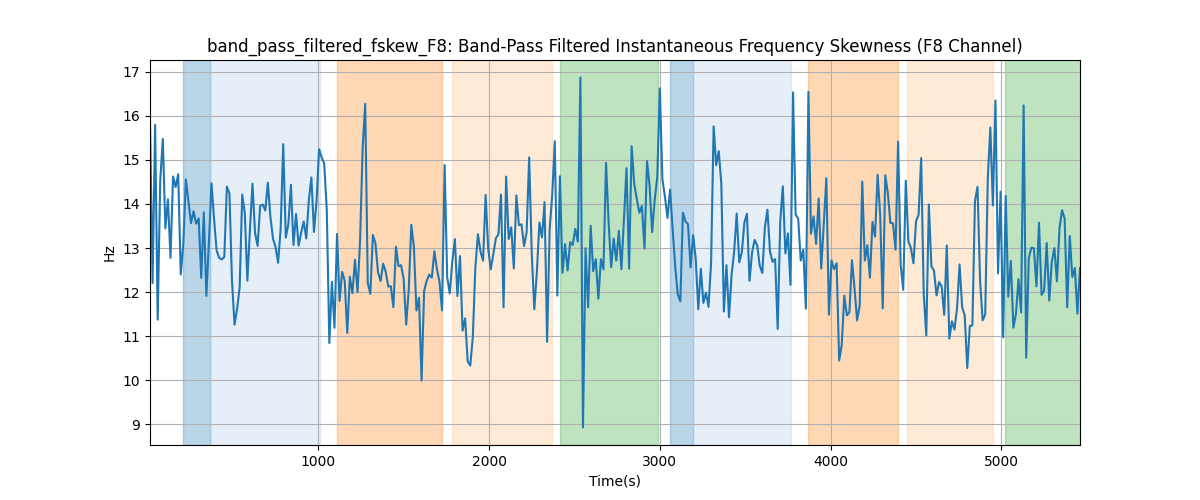 band_pass_filtered_fskew_F8: Band-Pass Filtered Instantaneous Frequency Skewness (F8 Channel)
17
16
15
14
13
12
11
10
9
Hz
1000 2000 3000 4000 5000
Time(s)